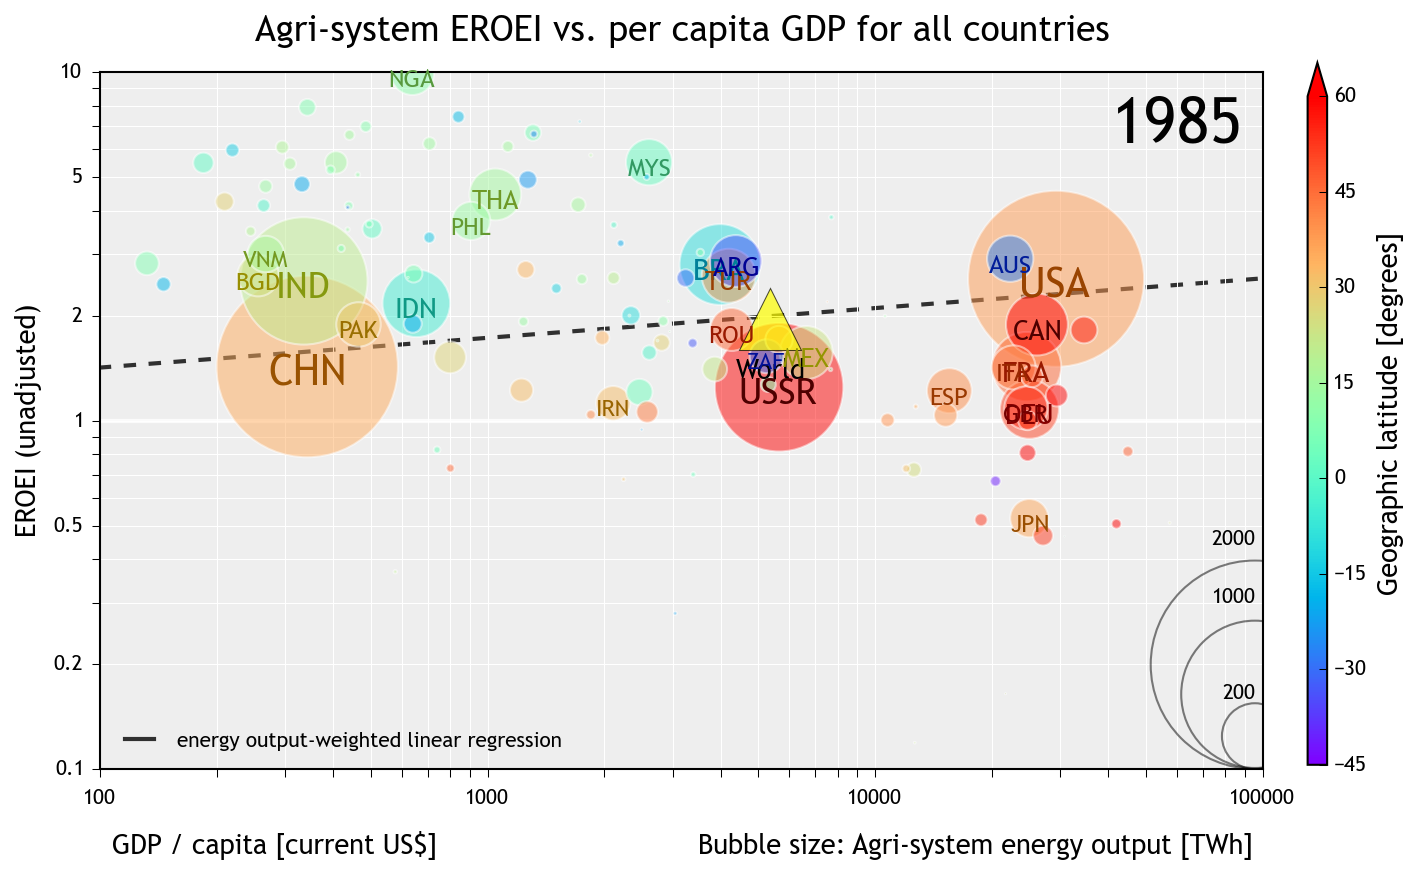 Agri-system EROEI vs. per capita GDP for all countries
1985
EROEI (unadjusted)
10
5
2
1
0.5
0.2
0.1
NGA
MYS
THA
PHL
VNM
BGD
IND
IDN
PAK
CHN
IRN
ARG
TUR
ROU
ZAF
MEX
World
USSR
AUS
USA
CAN
ITA
FRA
ESP
GBR
DEU
JPN
2000
1000
200
energy output-weighted linear regression
100
1000
10000
100000
GDP / capita [current US$]
Bubble size: Agri-system energy output [TWh]
60
45
30
15
0
−15
−30
−45
Geographic latitude [degrees]